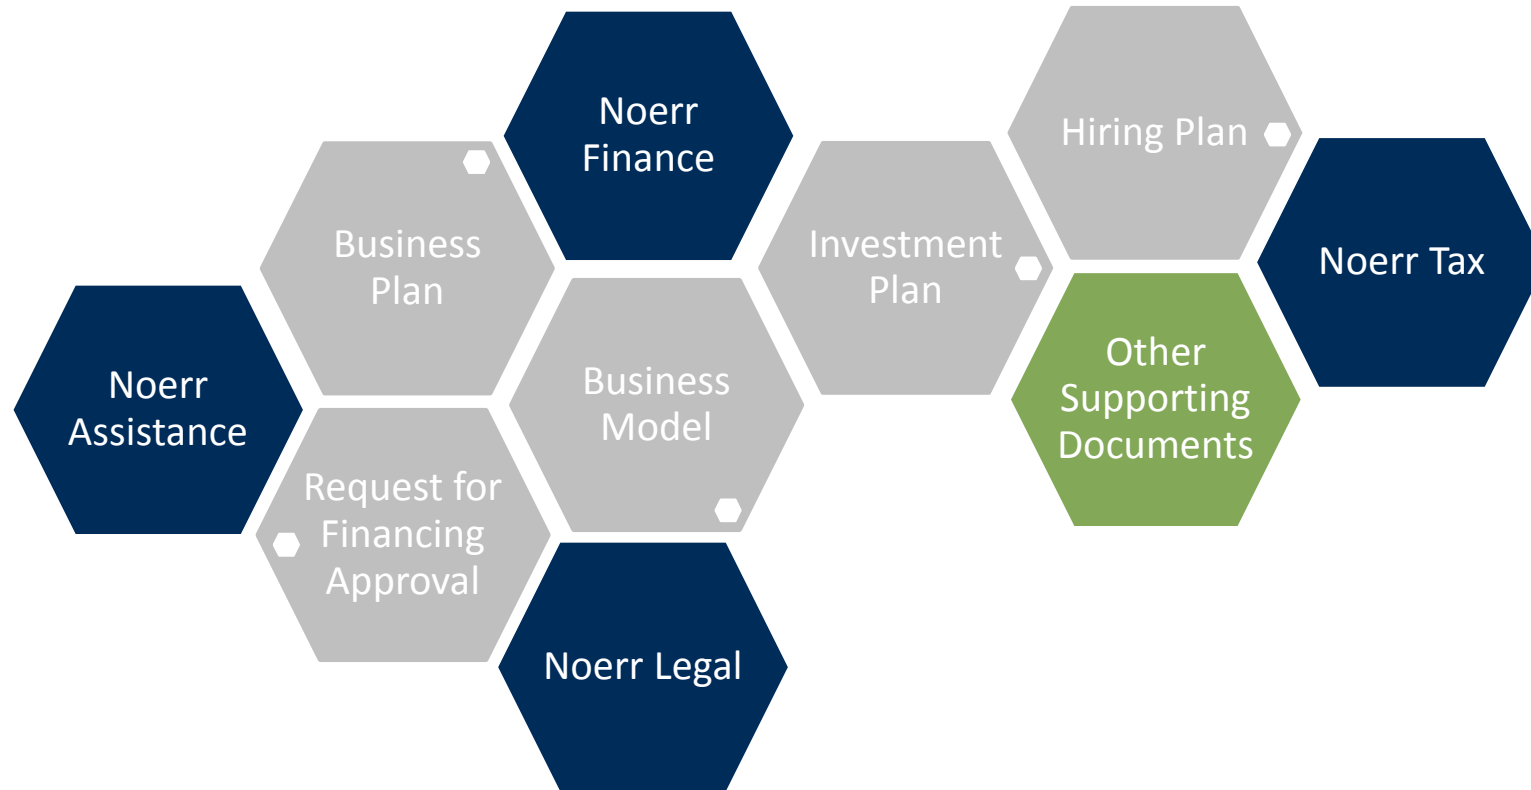 Noerr
Finance
Hiring Plan
Business
Plan
Investment
Plan
Noerr Tax
Noerr
Assistance
Business
Model
Other
Supporting
Documents
Request for
Financing
Approval
Noerr Legal